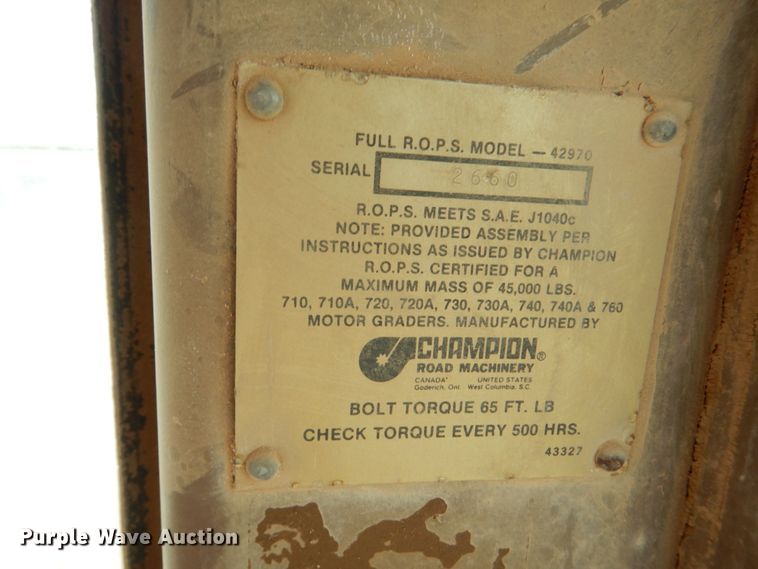 FULL R.O.P.S. MODEL — 42970
SERIAL 2660
R.O.P.S. MEETS S.A.E. J1040c
NOTE: PROVIDED ASSEMBLY PER
INSTRUCTIONS AS ISSUED BY CHAMPION
R.O.P.S. CERTIFIED FOR A
MAXIMUM MASS OF 45,000 LBS.
710, 710A, 720, 720A, 730, 730A, 740, 740A & 760
MOTOR GRADERS. MANUFACTURED BY
CHAMPION®
ROAD MACHINERY
CANADA UNITED STATES
Goderich, Ont. West Columbia, S.C.
BOLT TORQUE 65 FT. LB
CHECK TORQUE EVERY 500 HRS.
43327
Purple Wave Auction